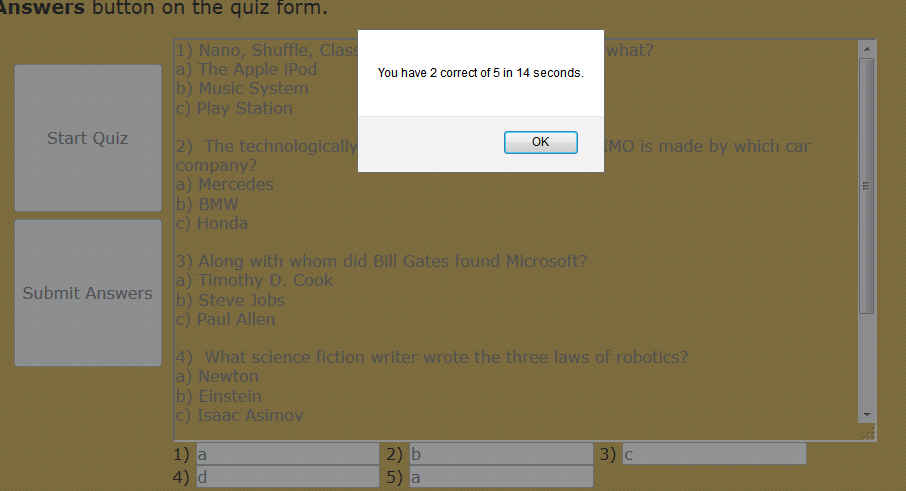 Answers button on the quiz form.
Start Quiz
Submit Answers
1) Nano, Shuffle, Class what?
a) The Apple iPod
b) Music System
c) Play Station
2) The technologically IMO is made by which car
company?
a) Mercedes
b) BMW
c) Honda
3) Along with whom did Bill Gates found Microsoft?
a) Timothy D. Cook
b) Steve Jobs
c) Paul Allen
4) What science fiction writer wrote the three laws of robotics?
a) Newton
b) Einstein
c) Isaac Asimov
You have 2 correct of 5 in 14 seconds.
OK
1) a 2) b 3) c
4) d 5) a